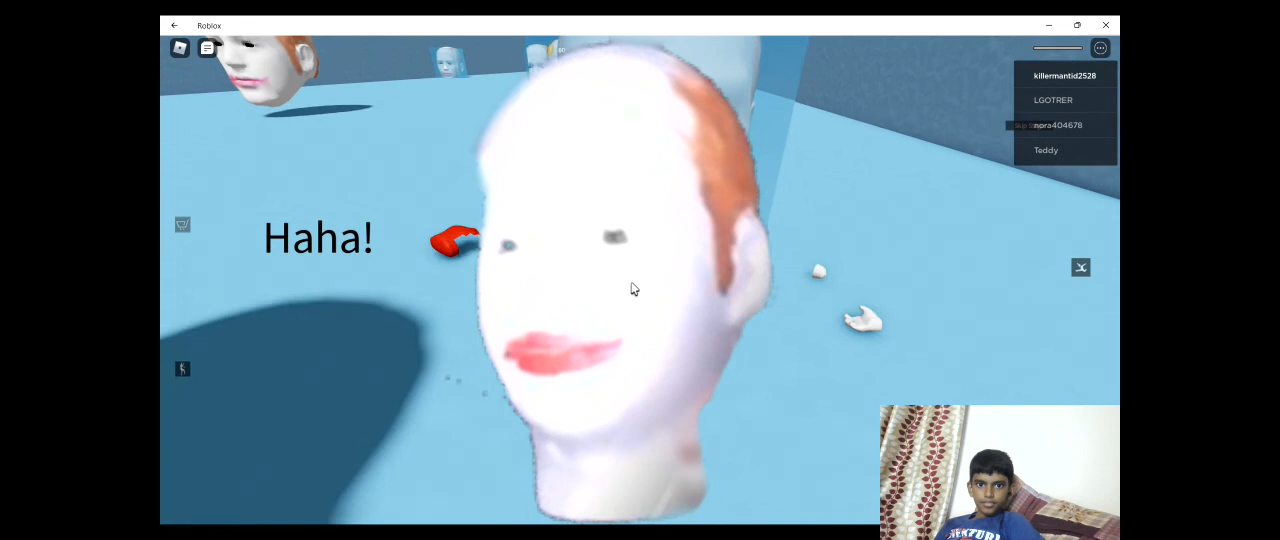 Roblox
killermantid2528
LGOTRER
nora404678
Teddy
Haha!